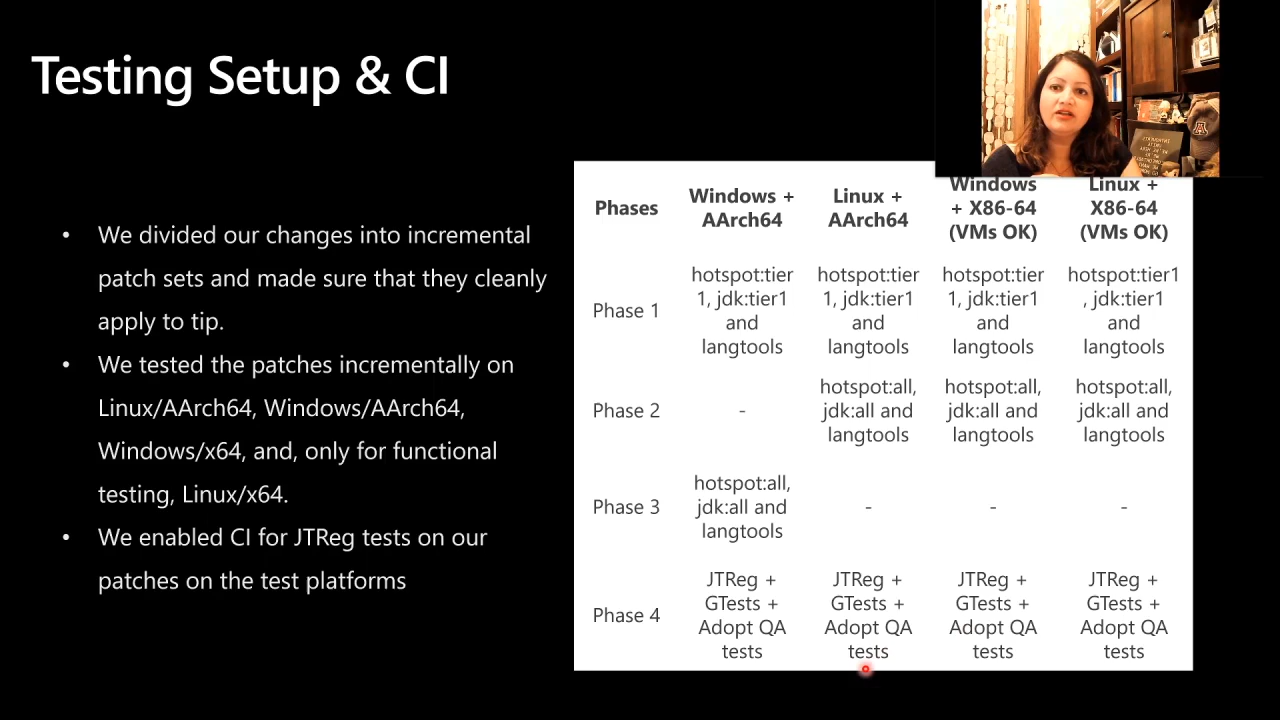 Testing Setup & CI
• We divided our changes into incremental
patch sets and made sure that they cleanly
apply to tip.
• We tested the patches incrementally on
Linux/AArch64, Windows/AArch64,
Windows/x64, and, only for functional
testing, Linux/x64.
• We enabled CI for JTReg tests on our
patches on the test platforms
Phases
Windows +
AArch64
Linux +
AArch64
Windows
+ X86-64
(VMs OK)
Linux +
X86-64
(VMs OK)
Phase 1
hotspot:tier
1, jdk:tier1
and
langtools
hotspot:tier
1, jdk:tier1
and
langtools
hotspot:tier
1, jdk:tier1
and
langtools
hotspot:tier1
, jdk:tier1
and
langtools
Phase 2
-
hotspot:all,
jdk:all and
langtools
hotspot:all,
jdk:all and
langtools
hotspot:all,
jdk:all and
langtools
Phase 3
hotspot:all,
jdk:all and
langtools
-
-
-
Phase 4
JTReg +
GTests +
Adopt QA
tests
JTReg +
GTests +
Adopt QA
tests
JTReg +
GTests +
Adopt QA
tests
JTReg +
GTests +
Adopt QA
tests
A